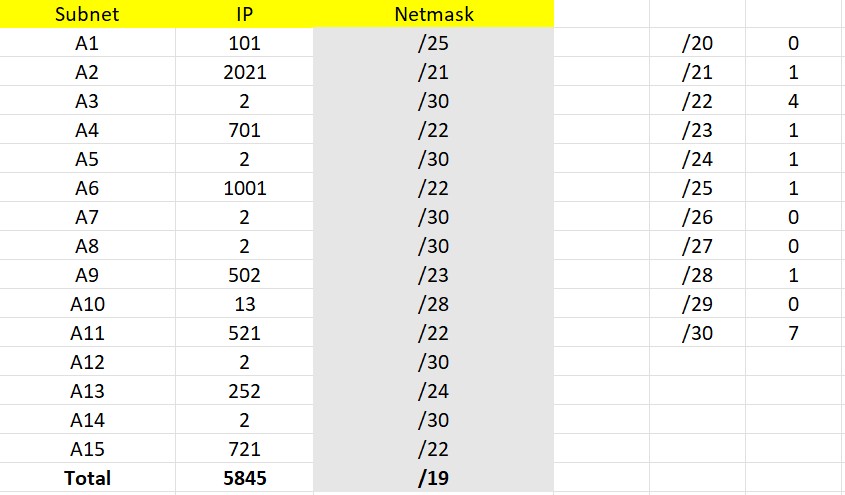 Subnet IP Netmask
A1 101 /25 /20 0
A2 2021 /21 /21 1
A3 2 /30 /22 4
A4 701 /22 /23 1
A5 2 /30 /24 1
A6 1001 /22 /25 1
A7 2 /30 /26 0
A8 2 /30 /27 0
A9 502 /23 /28 1
A10 13 /28 /29 0
A11 521 /22 /30 7
A12 2 /30
A13 252 /24
A14 2 /30
A15 721 /22
Total 5845 /19